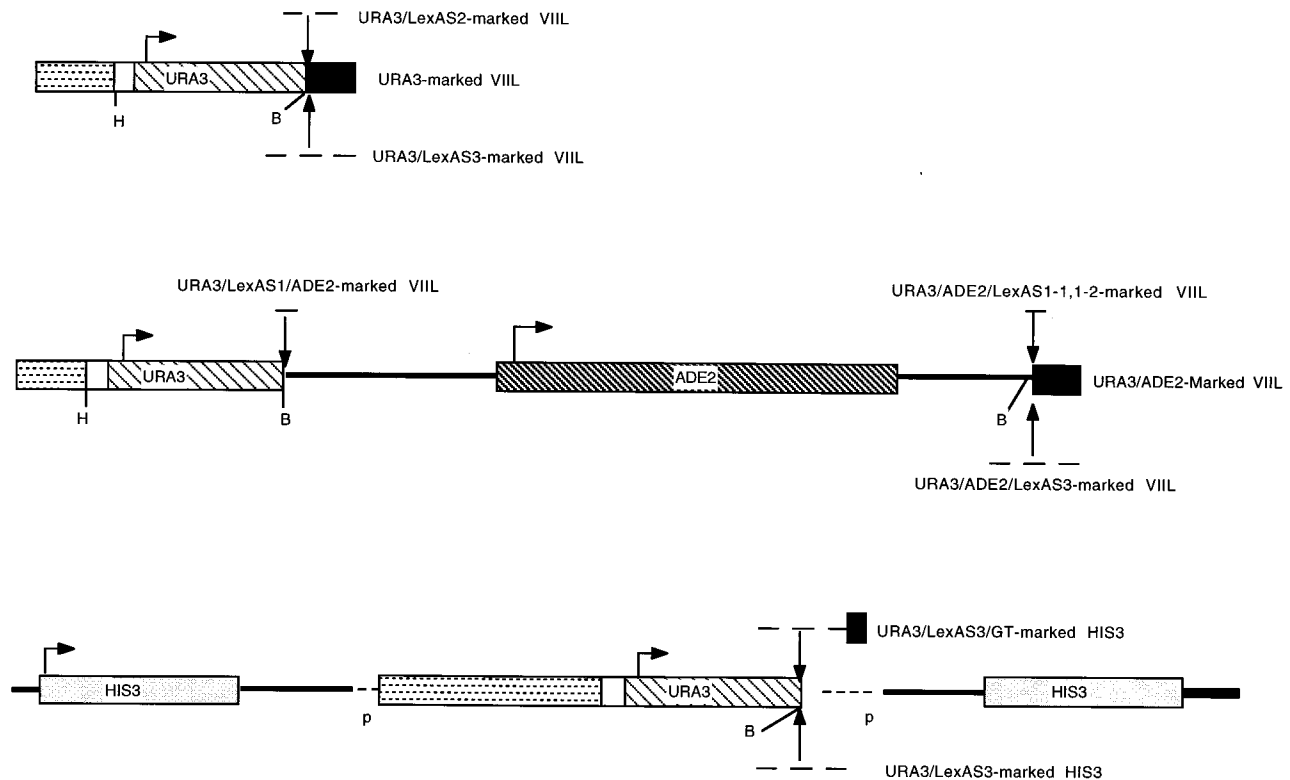 URA3/LexAS2-marked VIIL
URA3
URA3-marked VIIL
H
B
URA3/LexAS3-marked VIIL
URA3/LexAS1/ADE2-marked VIIL
URA3/ADE2/LexAS1-1,1-2-marked VIIL
URA3
ADE2
URA3/ADE2-Marked VIIL
H
B
B
URA3/ADE2/LexAS3-marked VIIL
URA3/LexAS3/GT-marked HIS3
HIS3
URA3
HIS3
p
p
B
URA3/LexAS3-marked HIS3